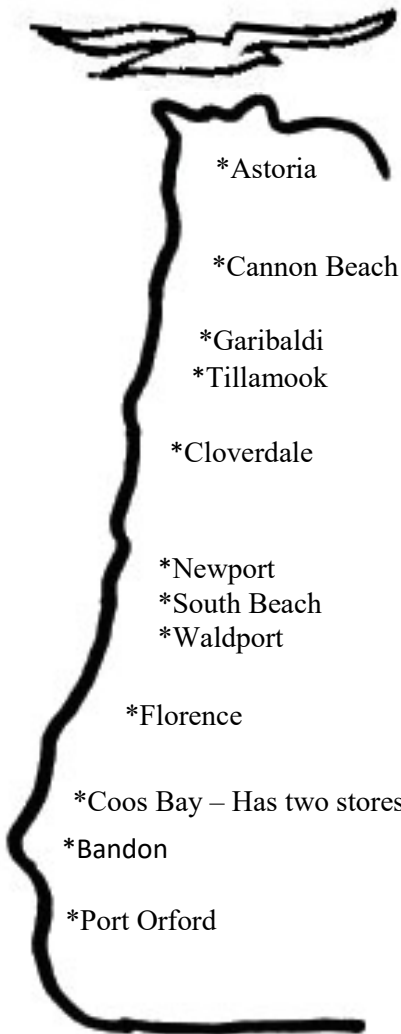 *Astoria
*Cannon Beach
*Garibaldi
*Tillamook
*Cloverdale
*Newport
*South Beach
*Waldport
*Florence
*Coos Bay – Has two stores
*Bandon
*Port Orford